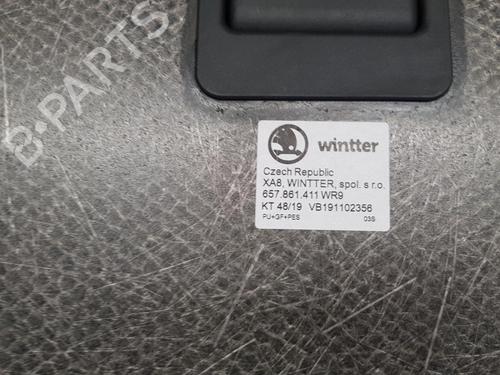 B-PARTS
wintter
Czech Republic
XA8, WINTTER, spol. s r.o.
657.861.411 WR9
KT 48/19 VB191102356
PU+GF+PES 03S